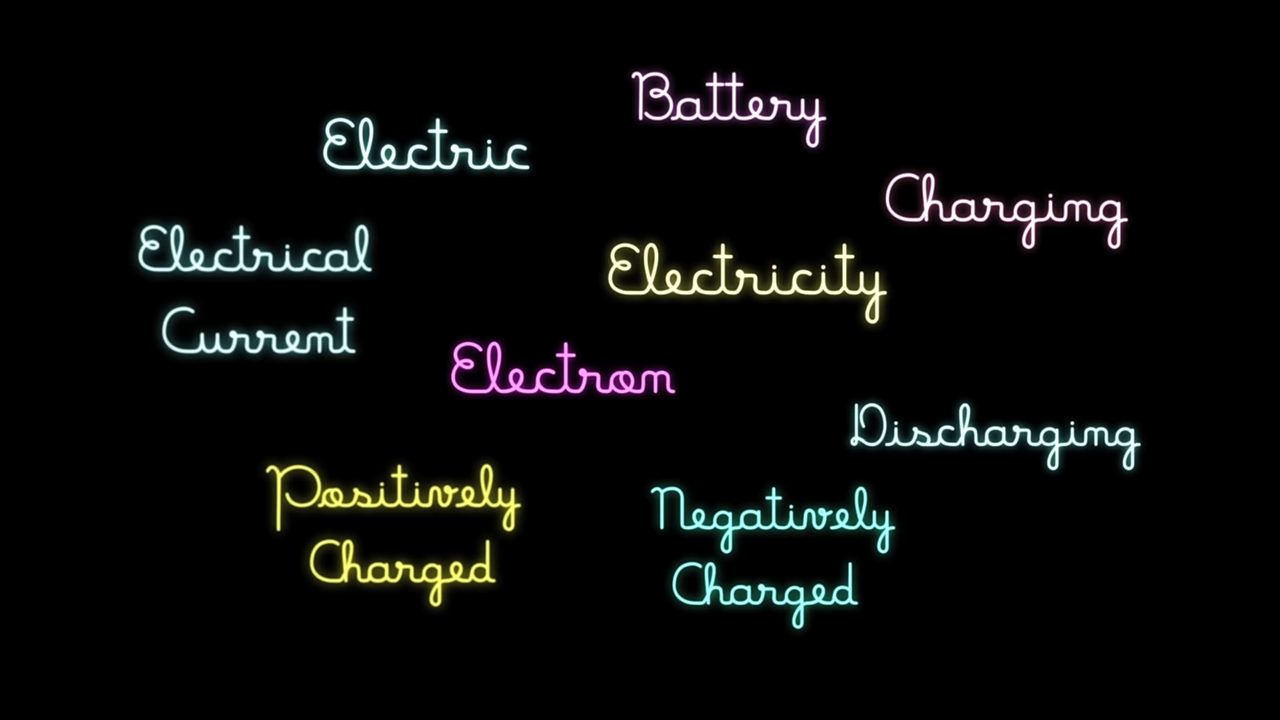 Battery
Electric
Charging
Electrical
Current
Electricity
Electron
Discharging
Positively
Charged
Negatively
Charged